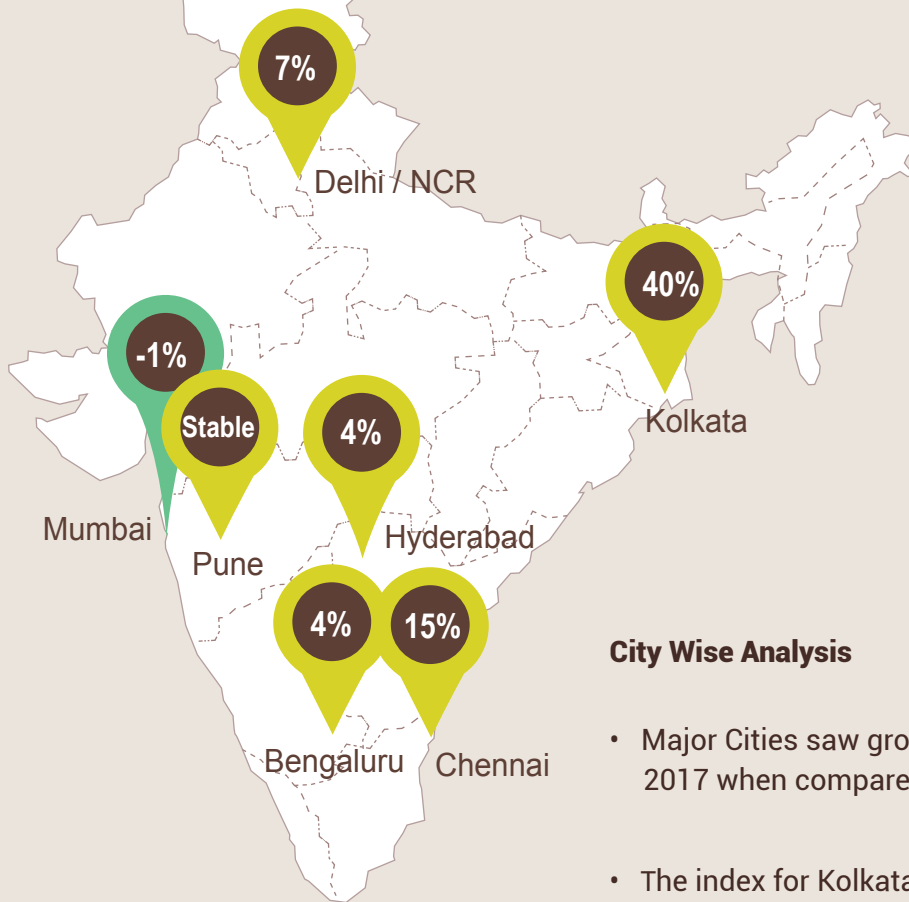 7%
Delhi / NCR
40%
Kolkata
-1%
Mumbai
Stable
Pune
4%
Hyderabad
4%
Bengaluru
15%
Chennai
City Wise Analysis
• Major Cities saw gro
2017 when compare
• The index for Kolkata